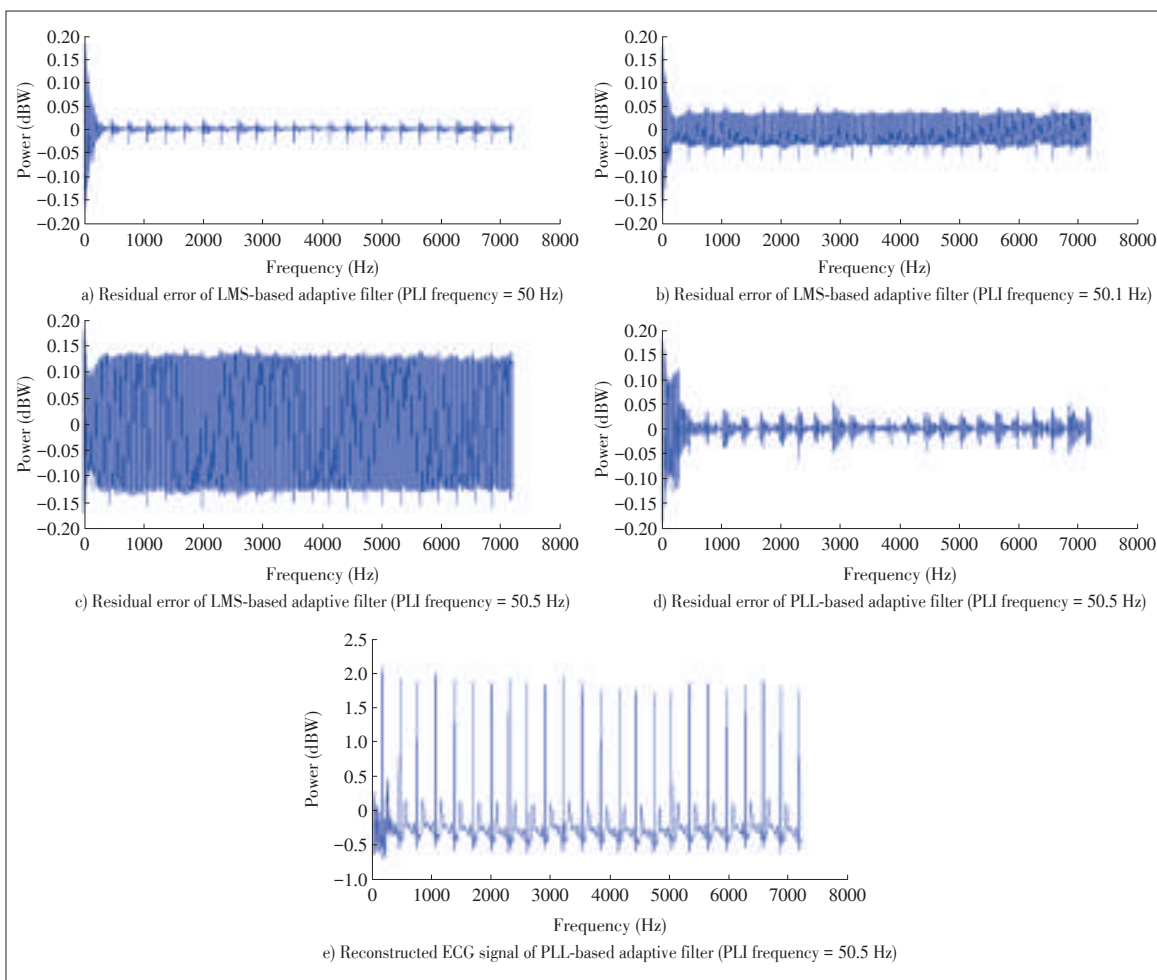 0.20
0.15
0.10
0.05
0
−0.05
−0.10
−0.15
−0.20
Power (dBW)
0 1000 2000 3000 4000 5000 6000 7000 8000
Frequency (Hz)
a) Residual error of LMS-based adaptive filter (PLI frequency = 50 Hz)
0.20
0.15
0.10
0.05
0
−0.05
−0.10
−0.15
−0.20
Power (dBW)
0 1000 2000 3000 4000 5000 6000 7000 8000
Frequency (Hz)
b) Residual error of LMS-based adaptive filter (PLI frequency = 50.1 Hz)
0.20
0.15
0.10
0.05
0
−0.05
−0.10
−0.15
−0.20
Power (dBW)
0 1000 2000 3000 4000 5000 6000 7000 8000
Frequency (Hz)
c) Residual error of LMS-based adaptive filter (PLI frequency = 50.5 Hz)
0.20
0.15
0.10
0.05
0
−0.05
−0.10
−0.15
−0.20
Power (dBW)
0 1000 2000 3000 4000 5000 6000 7000 8000
Frequency (Hz)
d) Residual error of PLL-based adaptive filter (PLI frequency = 50.5 Hz)
2.5
2.0
1.5
1.0
0.5
0
−0.5
−1.0
Power (dBW)
0 1000 2000 3000 4000 5000 6000 7000 8000
Frequency (Hz)
e) Reconstructed ECG signal of PLL-based adaptive filter (PLI frequency = 50.5 Hz)